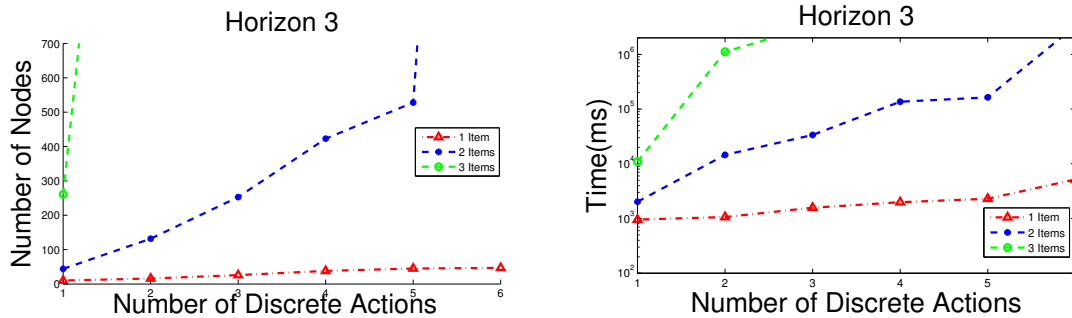 Horizon 3
700
600
500
400
300
200
100
0
Number of Nodes
1 Item
2 Items
3 Items
1 2 3 4 5 6
Number of Discrete Actions
Horizon 3
10^6
10^5
10^4
10^3
10^2
Time(ms)
1 Item
2 Items
3 Items
1 2 3 4 5
Number of Discrete Actions